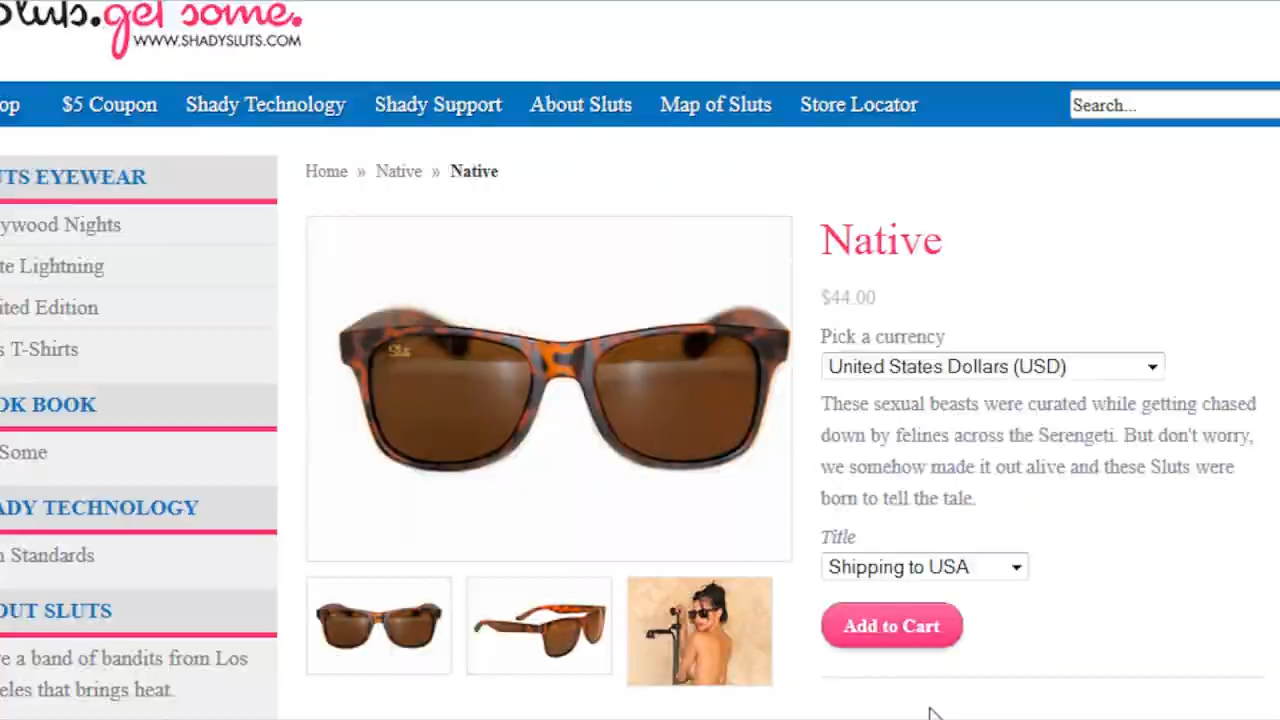 get some.
WWW.SHADYSLUTS.COM
$5 Coupon Shady Technology Shady Support About Sluts Map of Sluts Store Locator Search...
UTS EYEWEAR
ywood Nights
te Lightning
ited Edition
s T-Shirts
OK BOOK
Some
ADY TECHNOLOGY
n Standards
OUT SLUTS
e a band of bandits from Los
eles that brings heat.
Home » Native » Native
Sluts
Native
$44.00
Pick a currency
United States Dollars (USD)
These sexual beasts were curated while getting chased
down by felines across the Serengeti. But don't worry,
we somehow made it out alive and these Sluts were
born to tell the tale.
Title
Shipping to USA
Add to Cart